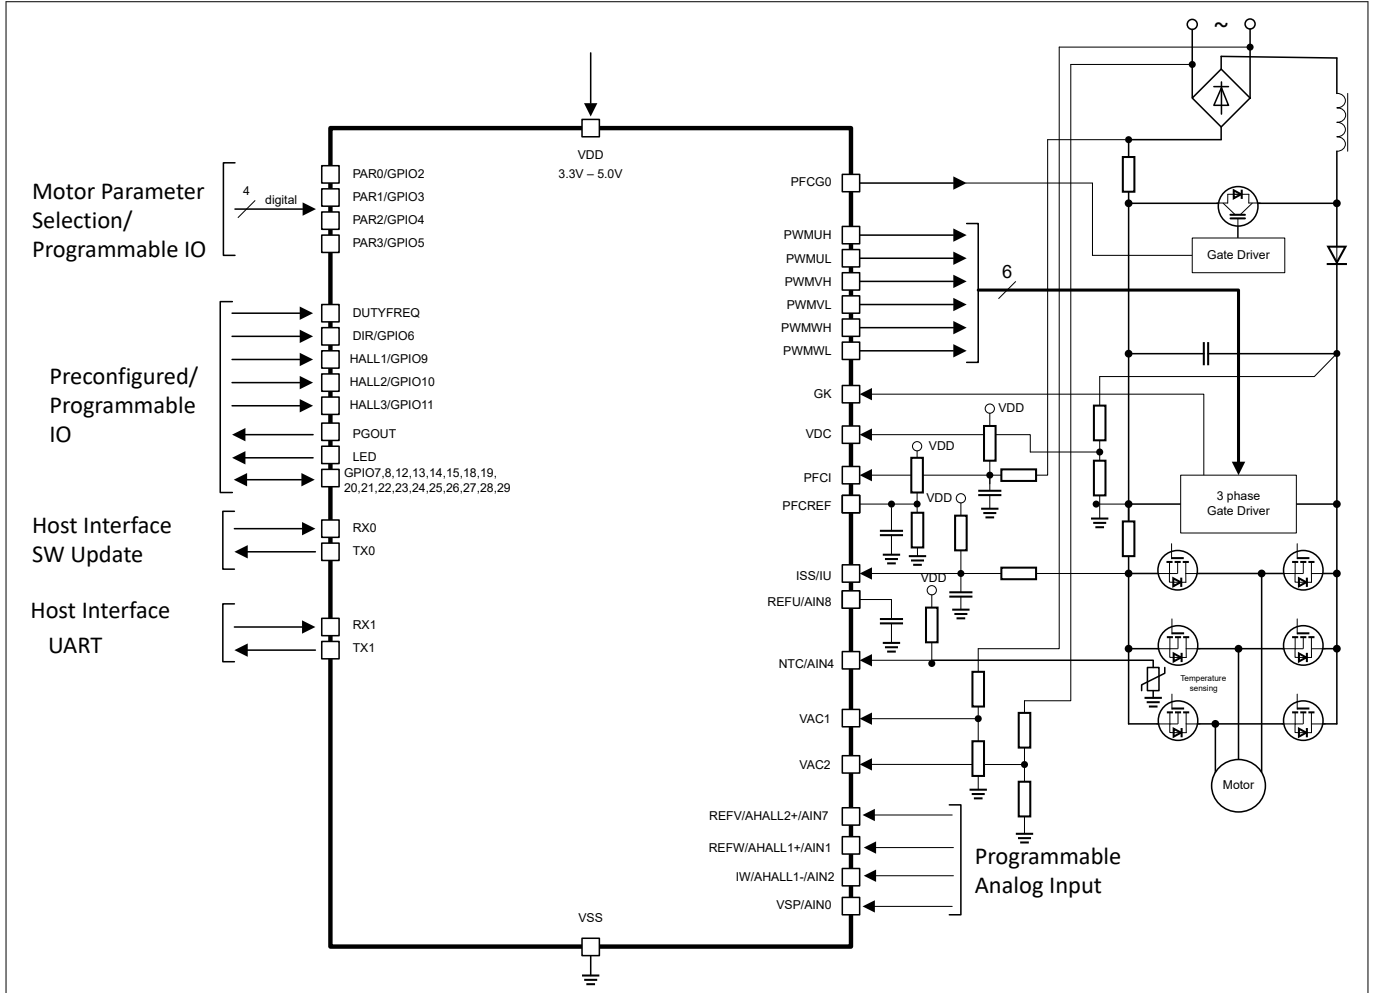 ~
VDD
3.3V – 5.0V
Motor Parameter
Selection/
Programmable IO
4
digital
PAR0/GPIO2
PAR1/GPIO3
PAR2/GPIO4
PAR3/GPIO5
Preconfigured/
Programmable
IO
DUTYFREQ
DIR/GPIO6
HALL1/GPIO9
HALL2/GPIO10
HALL3/GPIO11
PGOUT
LED
GPIO7,8,12,13,14,15,18,19,
20,21,22,23,24,25,26,27,28,29
Host Interface
SW Update
RX0
TX0
Host Interface
UART
RX1
TX1
VSS
PFCG0
PWMUH
PWMUL
PWMVH
PWMVL
PWMWH
PWMWL
6
GK
VDC
PFCI
PFCREF
ISS/IU
REFU/AIN8
NTC/AIN4
VAC1
VAC2
REFV/AHALL2+/AIN7
REFW/AHALL1+/AIN1
IW/AHALL1-/AIN2
VSP/AIN0
Programmable
Analog Input
VDD
VDD
VDD
VDD
Gate Driver
3 phase
Gate Driver
Temperature
sensing
Motor